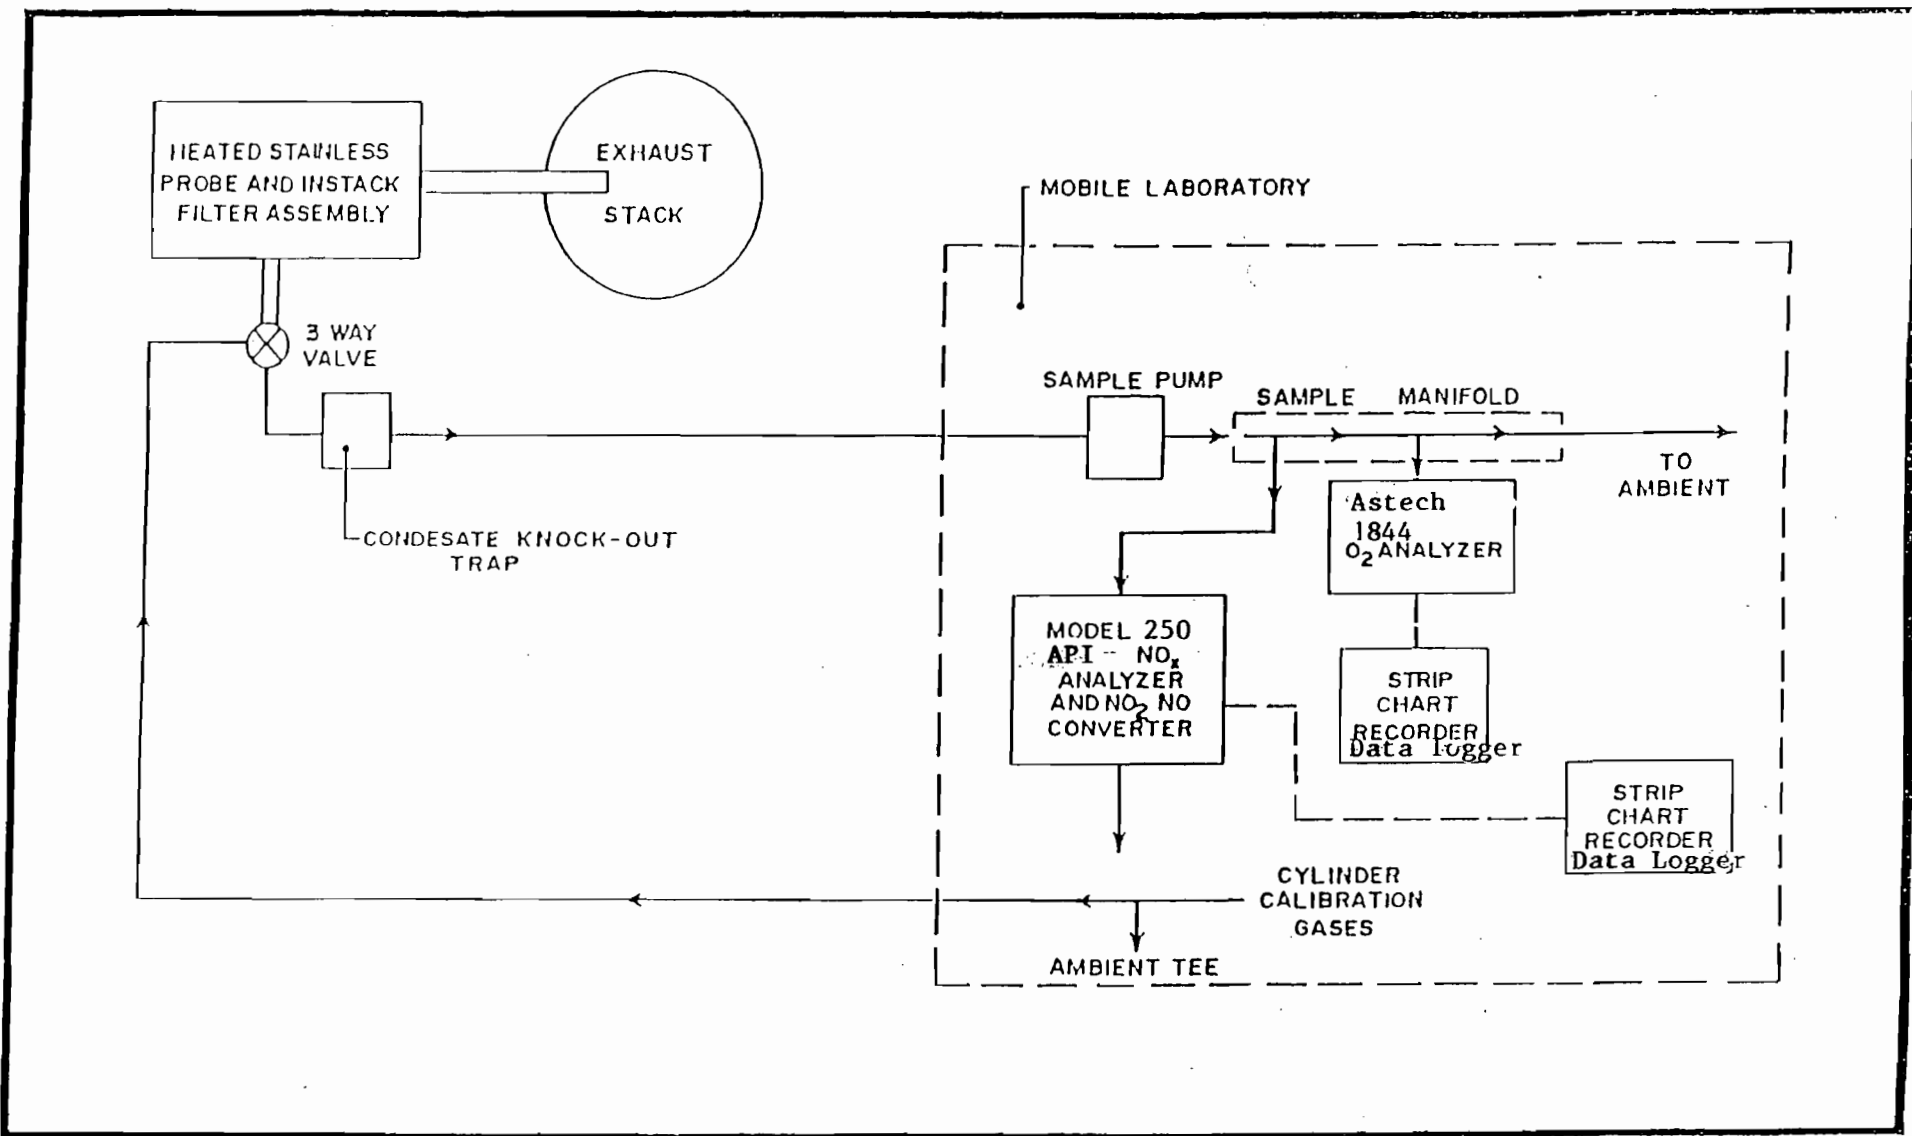 HEATED STAINLESS
PROBE AND INSTACK
FILTER ASSEMBLY
EXHAUST
STACK
3 WAY
VALVE
CONDESATE KNOCK-OUT
TRAP
MOBILE LABORATORY
SAMPLE PUMP
SAMPLE MANIFOLD
TO
AMBIENT
Astech
1844
O₂ ANALYZER
MODEL 250
API NOₓ
ANALYZER
AND NO₂ NO
CONVERTER
STRIP
CHART
RECORDER
Data logger
STRIP
CHART
RECORDER
Data Logger
CYLINDER
CALIBRATION
GASES
AMBIENT TEE